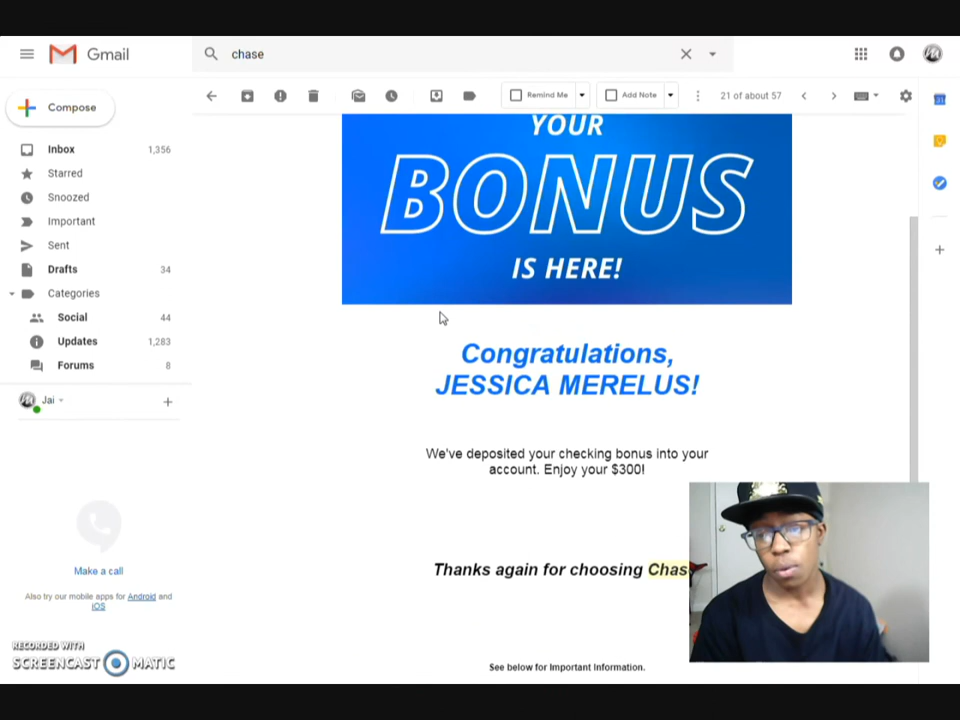 Gmail
chase
Compose
Remind Me
Add Note
21 of about 57
Inbox 1,356
Starred
Snoozed
Important
Sent
Drafts 34
Categories
Social 44
Updates 1,283
Forums 8
Jai
Make a call
Also try our mobile apps for Android and
iOS
YOUR
BONUS
IS HERE!
Congratulations,
JESSICA MERELUS!
We've deposited your checking bonus into your
account. Enjoy your $300!
Thanks again for choosing Chas
See below for Important Information.
RECORDED WITH
SCREENCAST MATIC